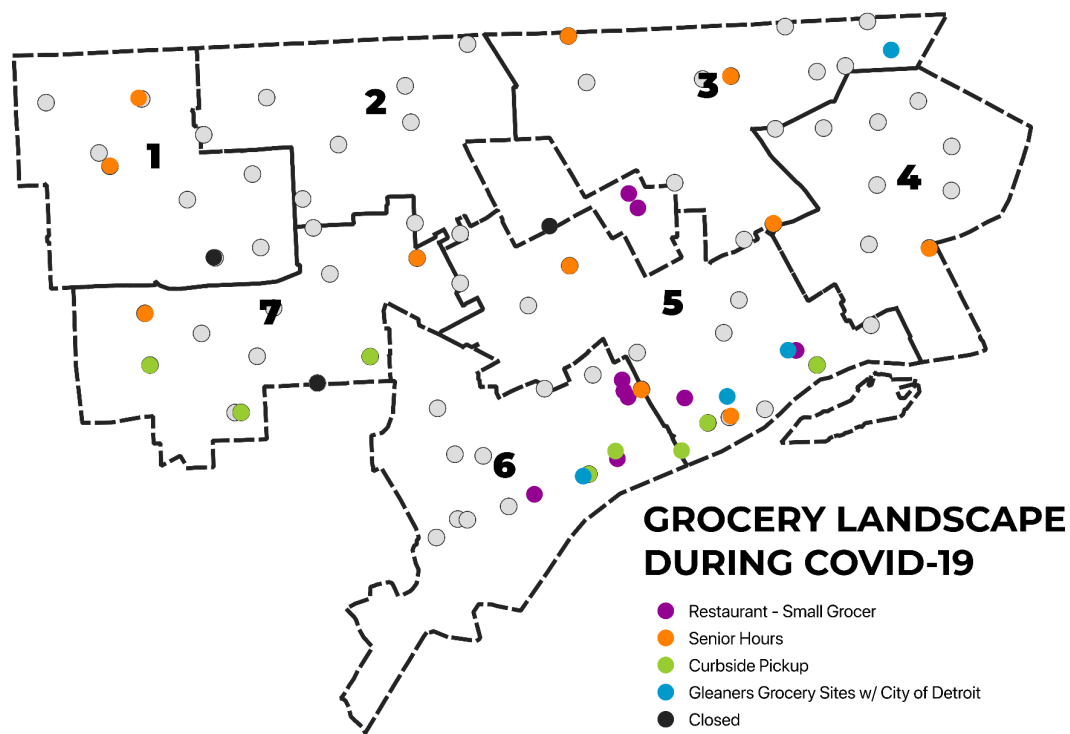 2
3
1
4
5
7
6
GROCERY LANDSCAPE
DURING COVID-19
Restaurant - Small Grocer
Senior Hours
Curbside Pickup
Gleaners Grocery Sites w/ City of Detroit
Closed